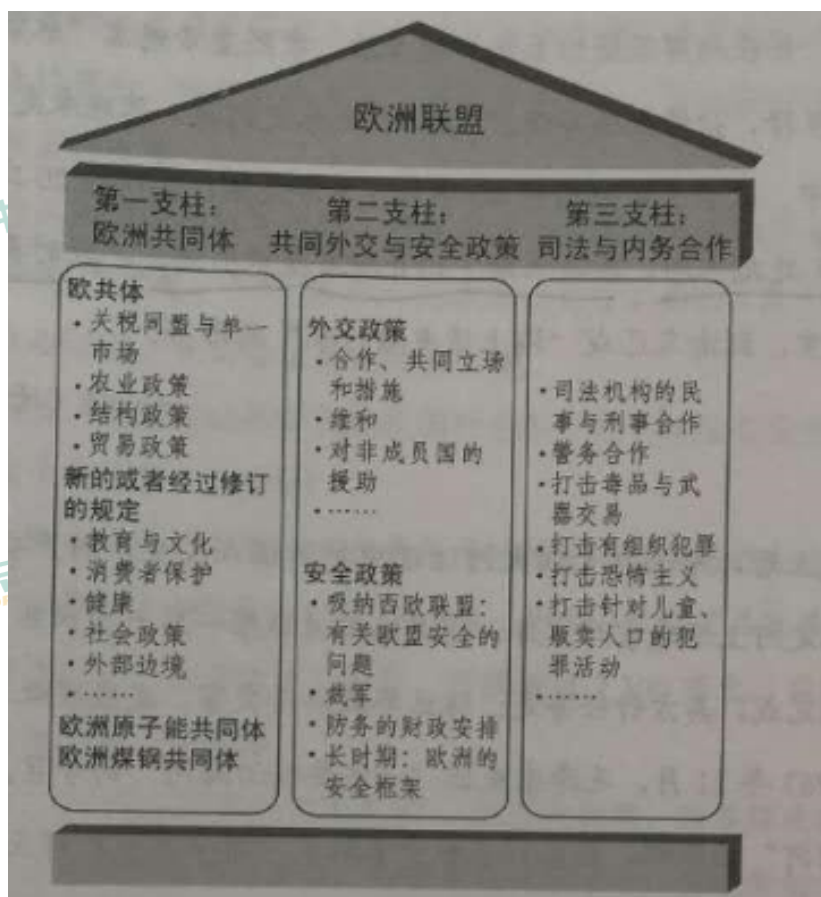 欧洲联盟
第一支柱：
欧洲共同体
第二支柱：
共同外交与安全政策
第三支柱：
司法与内务合作
欧共体
·关税同盟与单一
市场
·农业政策
·结构政策
·贸易政策
新的或者经过修订
的规定
·教育与文化
·消费者保护
·健康
·社会政策
·外部边境
·……
欧洲原子能共同体
欧洲煤钢共同体
外交政策
·合作、共同立场
和措施
·维和
·对非成员国的
援助
·……
安全政策
·吸纳西欧联盟：
有关欧盟安全的
问题
·裁军
·防务的财政安排
·长时期：欧洲的
安全框架
·司法机构的民
事与刑事合作
·警务合作
·打击毒品与武
器交易
·打击有组织犯罪
·打击恐怖主义
·打击针对儿童、
贩卖人口的犯
罪活动
·……